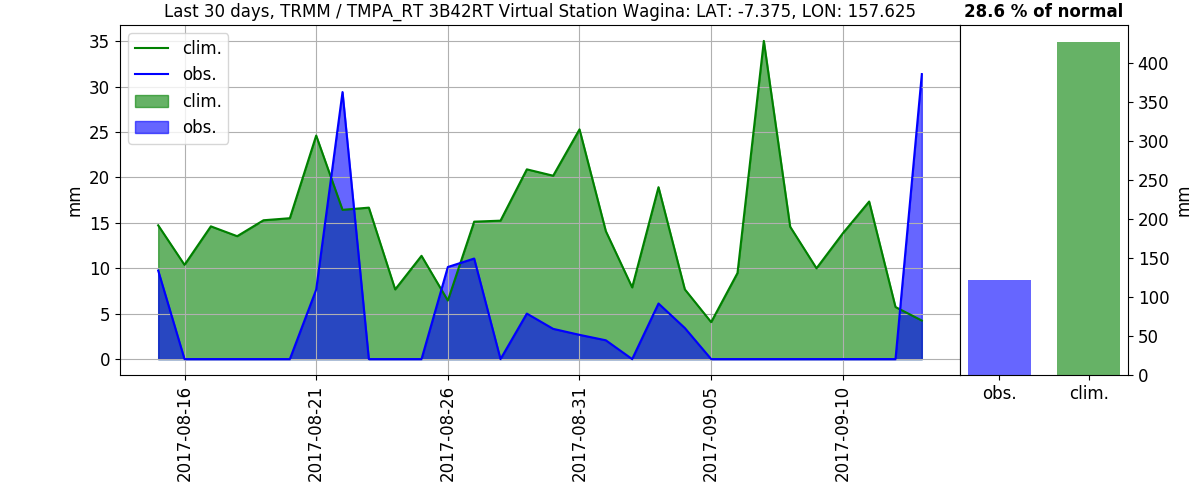 Last 30 days, TRMM / TMPA_RT 3B42RT Virtual Station Wagina: LAT: -7.375, LON: 157.625
28.6 % of normal
clim.
obs.
clim.
obs.
35
30
25
20
15
10
5
0
mm
2017-08-16
2017-08-21
2017-08-26
2017-08-31
2017-09-05
2017-09-10
400
350
300
250
200
150
100
50
0
mm
obs.
clim.